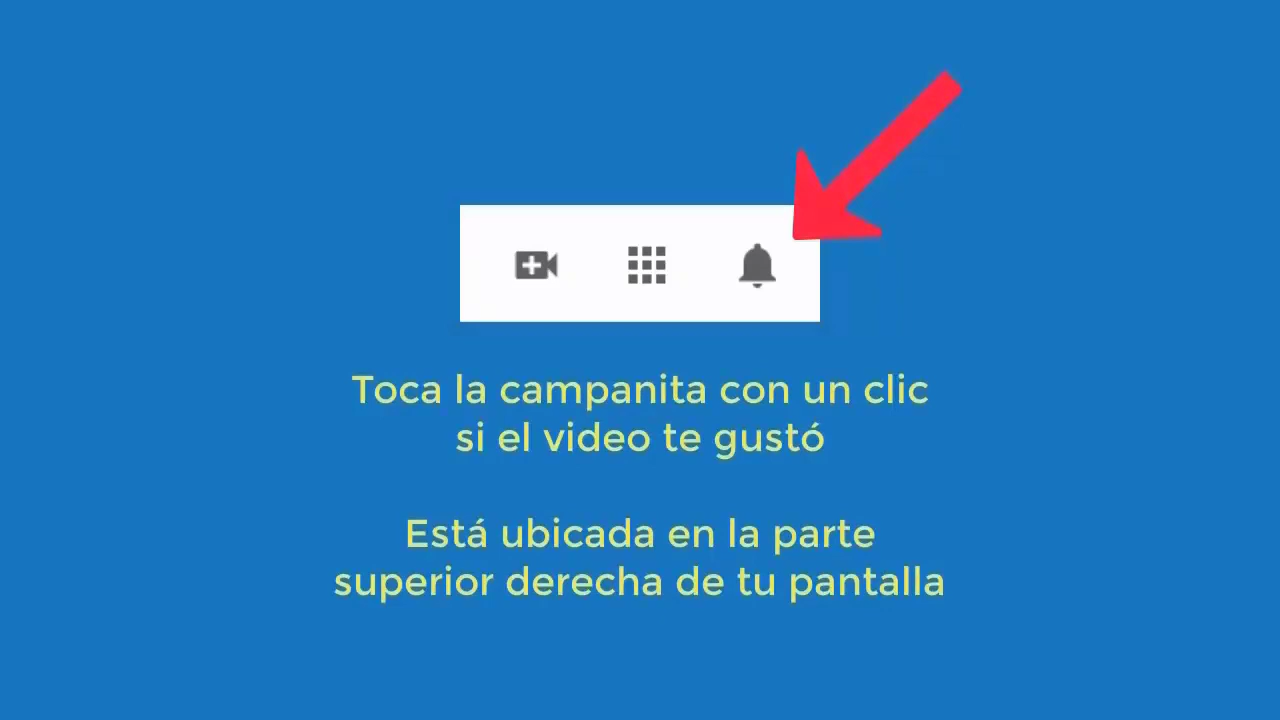 Toca la campanita con un clic
si el video te gustó
Está ubicada en la parte
superior derecha de tu pantalla